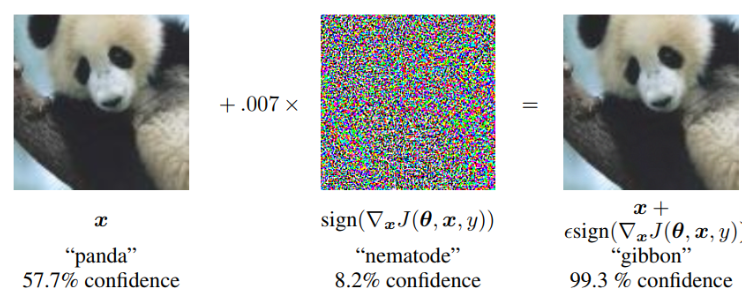 + .007 ×
=
x
sign(∇ₓJ(θ, x, y))
x +
ϵsign(∇ₓJ(θ, x, y)
“panda”
“nematode”
“gibbon”
57.7% confidence
8.2% confidence
99.3 % confidence